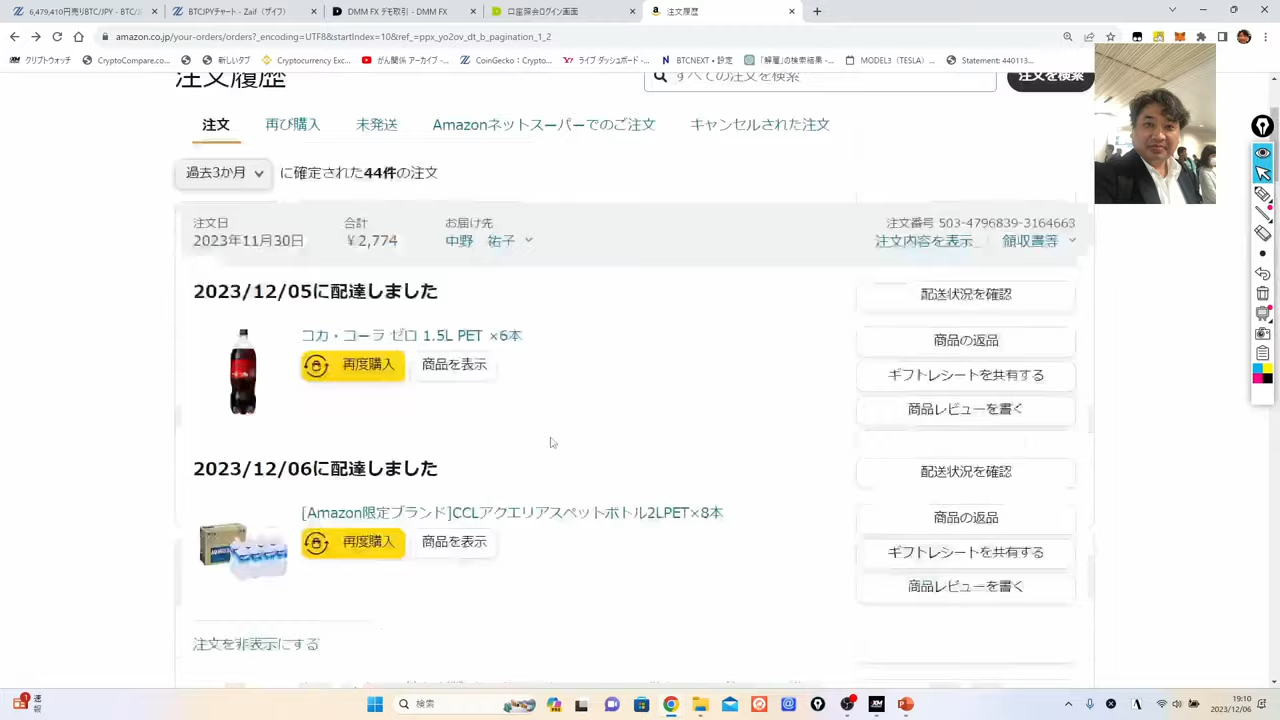 6,479,410円売り BTC/JPY - BTC/
BTCJPYチャート - Zaif（ザイフ）
DMM FX デモ取引 - DMM FX
口座照会ログイン画面
注文履歴
amazon.co.jp/your-orders/orders?_encoding=UTF8&startIndex=10&ref_=ppx_yo2ov_dt_b_pagination_1_2
クリプトウォッチ
CryptoCompare.co...
新しいタブ
Cryptocurrency Exc...
がん関係 アーカイブ -...
CoinGecko：Crypto...
ライブ ダッシュボード -...
BTCNEXT • 設定
「解雇」の検索結果 -...
MODEL3（TESLA）...
Statement: 440113...
注文履歴
すべての注文を検索
注文を検索
注文 再び購入 未発送 Amazonネットスーパーでのご注文 キャンセルされた注文
過去3か月 に確定された44件の注文
注文日 合計 お届け先 注文番号 503-4796839-3164663
2023年11月30日 ￥2,774 中野 祐子 注文内容を表示 領収書等
2023/12/05に配達しました
配送状況を確認
コカ・コーラ ゼロ 1.5L PET ×6本
商品の返品
再度購入 商品を表示
ギフトレシートを共有する
商品レビューを書く
2023/12/06に配達しました
配送状況を確認
[Amazon限定ブランド]CCLアクエリアスペットボトル2LPET×8本
商品の返品
再度購入 商品を表示
ギフトレシートを共有する
商品レビューを書く
注文を非表示にする
検索
19:10
2023/12/06